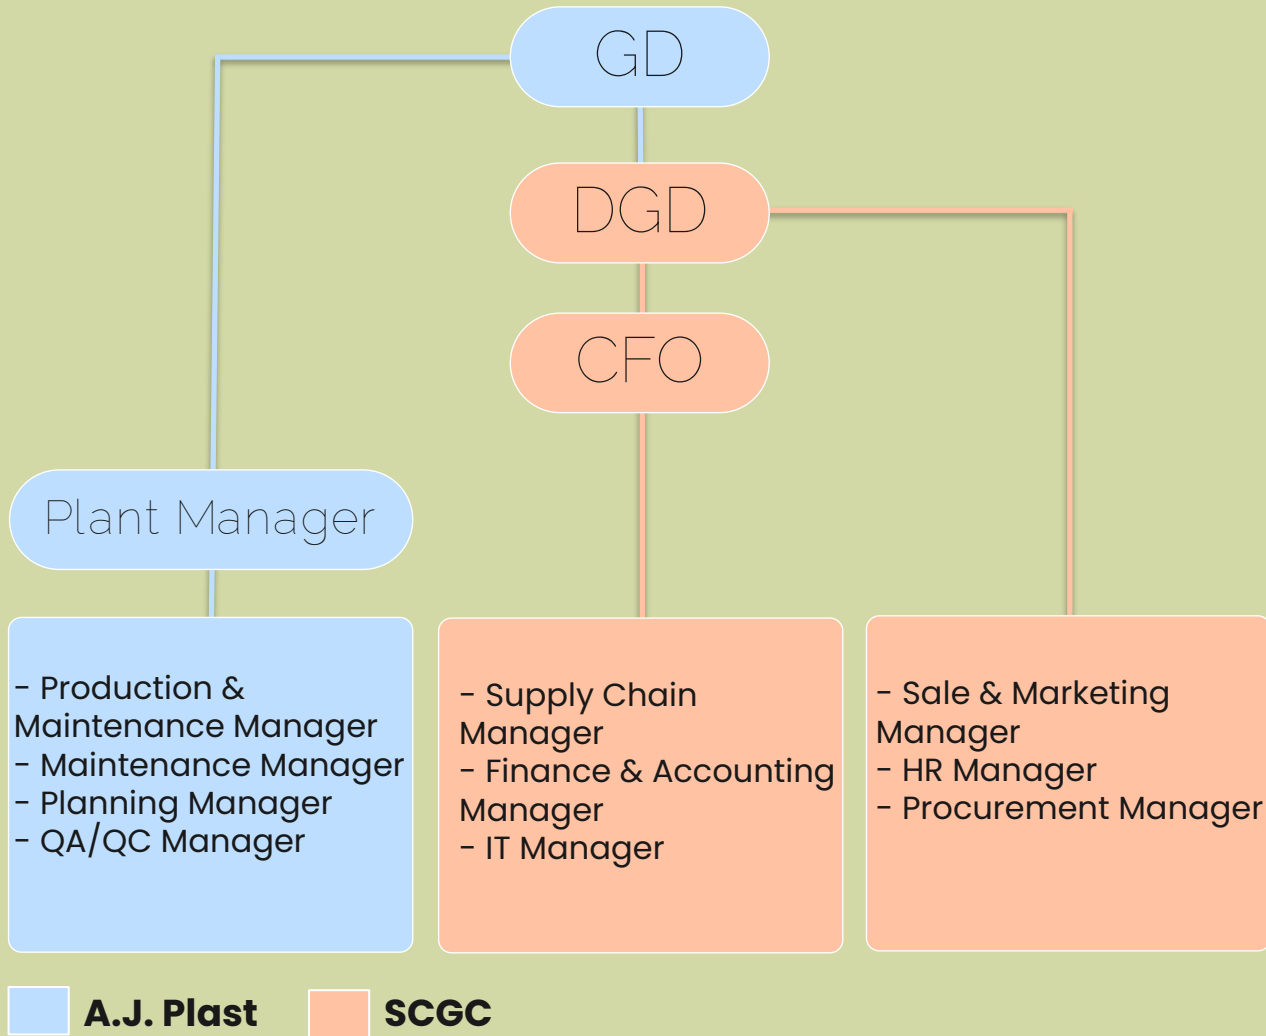 GD
DGD
CFO
Plant Manager
- Production &
Maintenance Manager
- Maintenance Manager
- Planning Manager
- QA/QC Manager
- Supply Chain
Manager
- Finance & Accounting
Manager
- IT Manager
- Sale & Marketing
Manager
- HR Manager
- Procurement Manager
A.J. Plast
SCGC